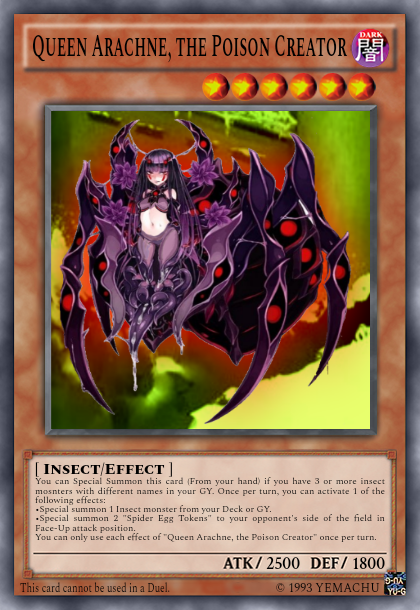 Queen Arachne, the Poison Creator
DARK
闇
[ Insect/Effect ]
You can Special Summon this card (From your hand) if you have 3 or more insect
mosnters with different names in your GY. Once per turn, you can activate 1 of the
following effects:
•Special summon 1 Insect monster from your Deck or GY.
•Special summon 2 "Spider Egg Tokens" to your opponent's side of the field in
Face-Up attack position.
You can only use each effect of "Queen Arachne, the Poison Creator" once per turn.
ATK/ 2500 DEF/ 1800
This card cannot be used in a Duel.
© 1993 YEMACHU
YU-G